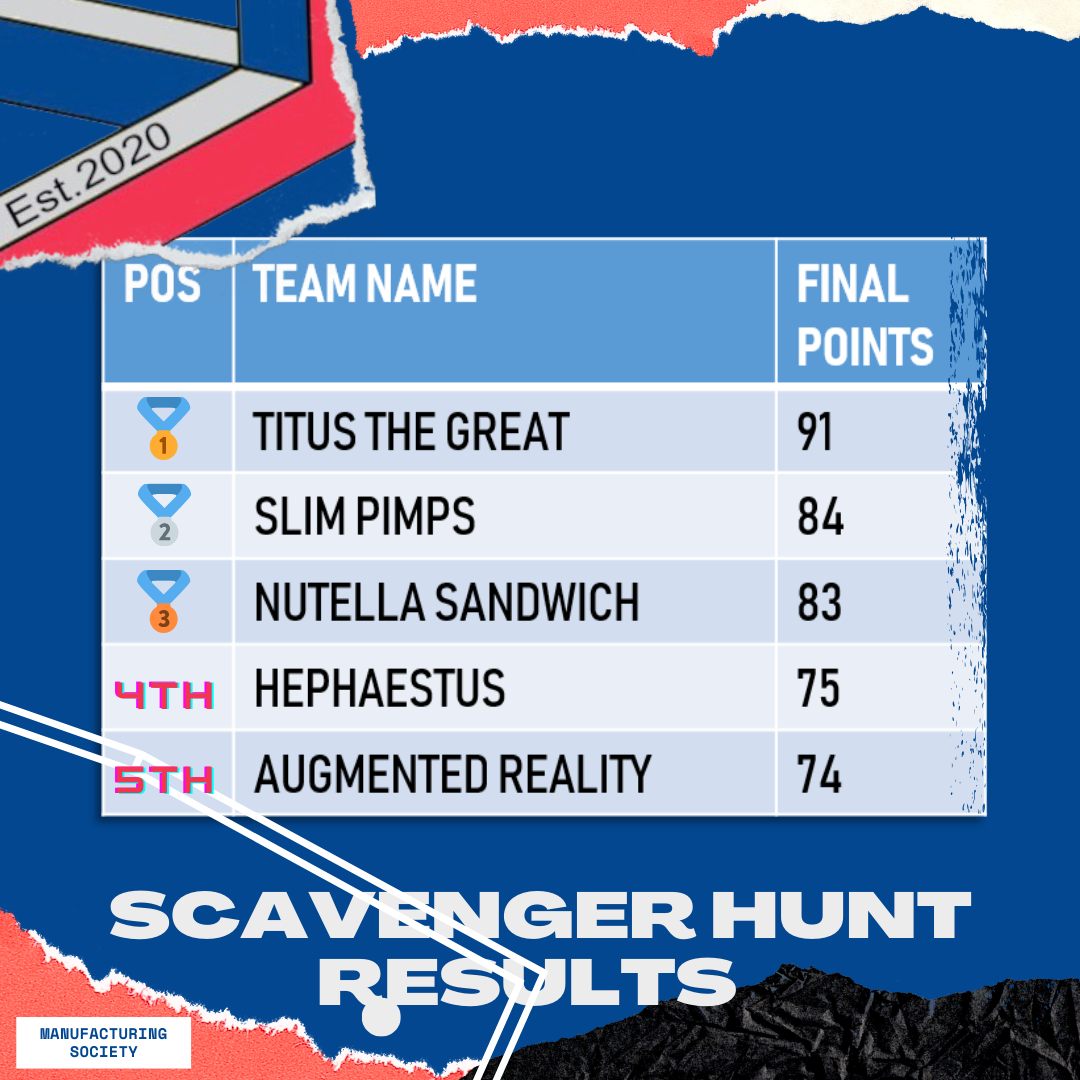 Est.2020
POS TEAM NAME FINAL
POINTS
1 TITUS THE GREAT 91
2 SLIM PIMPS 84
3 NUTELLA SANDWICH 83
4TH HEPHAESTUS 75
5TH AUGMENTED REALITY 74
SCAVENGER HUNT
RESULTS
MANUFACTURING
SOCIETY